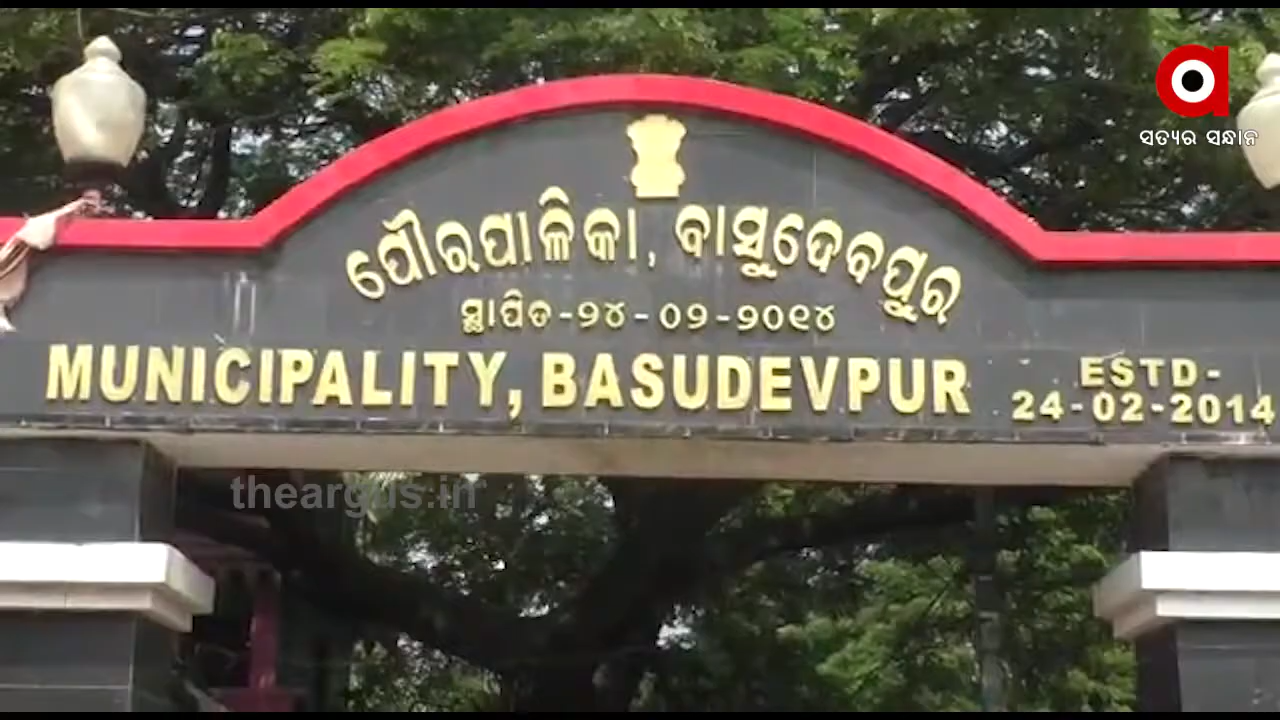 ସତ୍ୟର ସନ୍ଧାନ
ପୌରପାଳିକା, ବାସୁଦେବପୁର
ସ୍ଥାପିତ-୨୪-୦୨-୨୦୧୪
MUNICIPALITY, BASUDEVPUR
ESTD-
24-02-2014
theargus.in